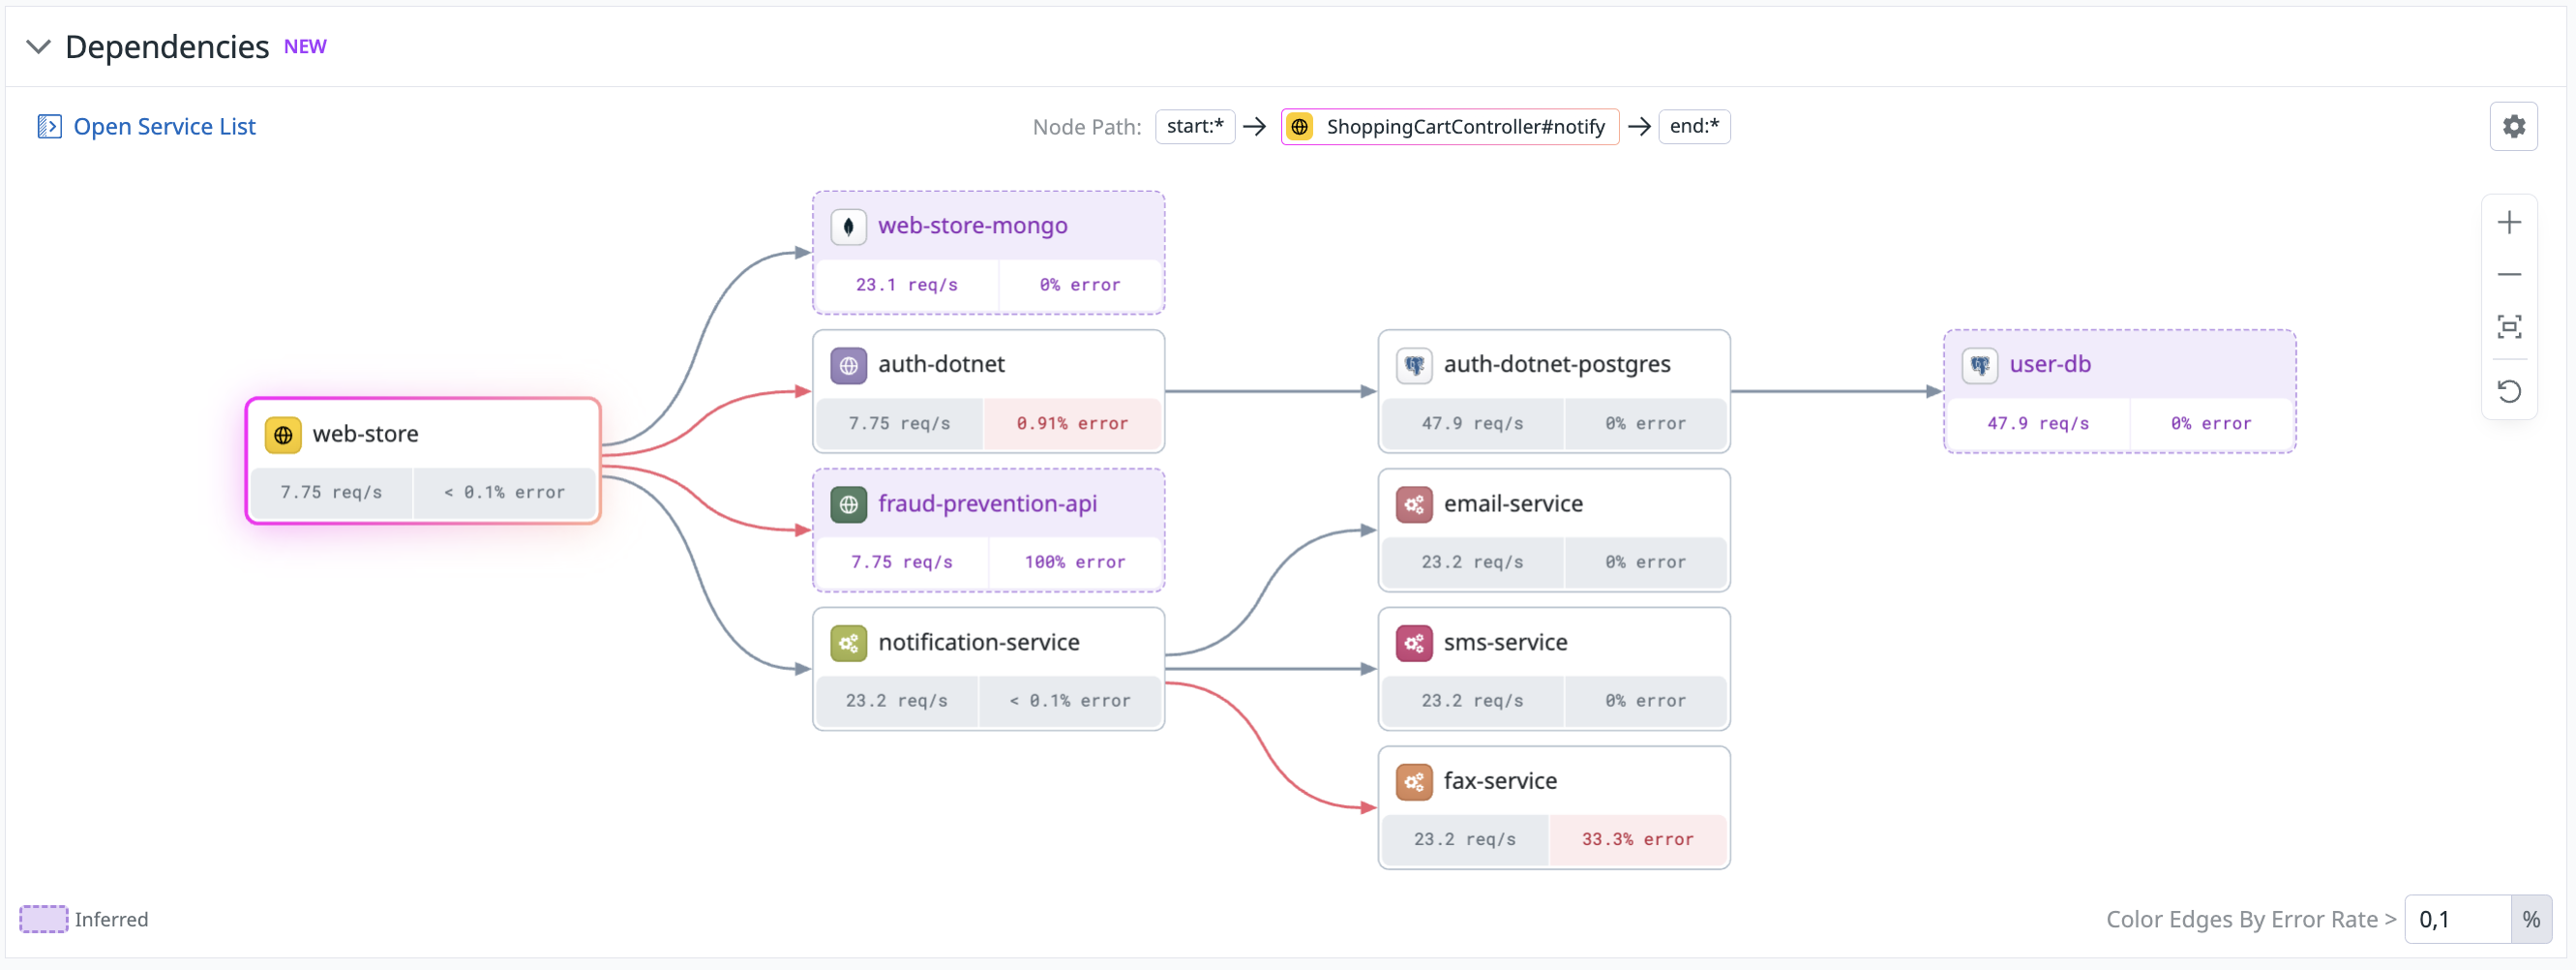 Dependencies NEW
Open Service List
Node Path: start:* → ShoppingCartController#notify → end:*
web-store
7.75 req/s < 0.1% error
web-store-mongo
23.1 req/s 0% error
auth-dotnet
7.75 req/s 0.91% error
fraud-prevention-api
7.75 req/s 100% error
notification-service
23.2 req/s < 0.1% error
auth-dotnet-postgres
47.9 req/s 0% error
email-service
23.2 req/s 0% error
sms-service
23.2 req/s 0% error
fax-service
23.2 req/s 33.3% error
user-db
47.9 req/s 0% error
Inferred
Color Edges By Error Rate > 0,1 %